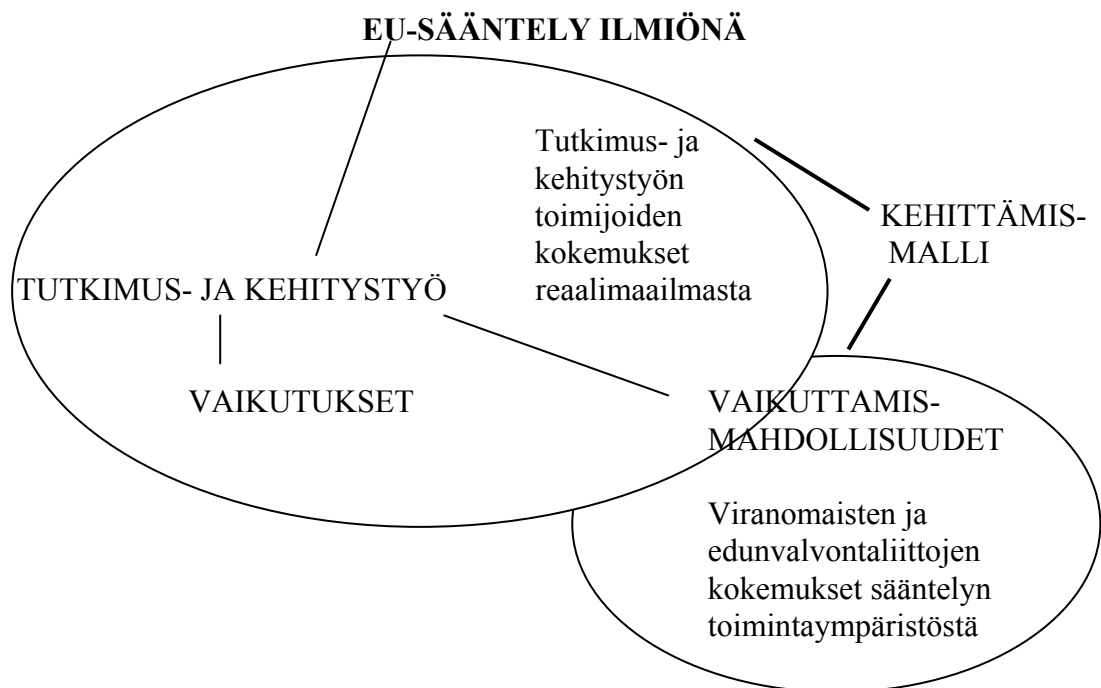 EU-SÄÄNTELY ILMIÖNÄ
Tutkimus- ja
kehitystyön
toimijoiden
kokemukset
reaalimaailmasta
KEHITTÄMIS-
MALLI
TUTKIMUS- JA KEHITYSTYÖ
VAIKUTUKSET
VAIKUTTAMIS-
MAHDOLLISUUDET
Viranomaisten ja
edunvalvontaliittojen
kokemukset sääntelyn
toimintaympäristöstä